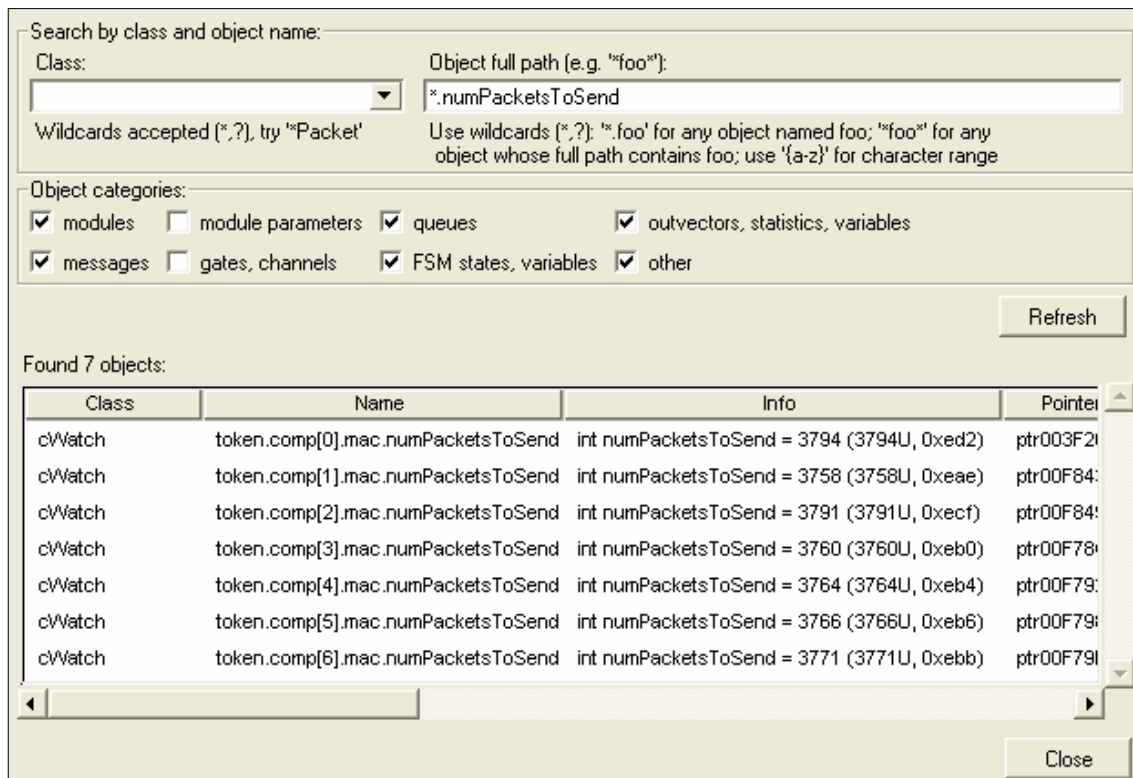 Search by class and object name:
Class:
Object full path (e.g. '*foo*'):
*.numPacketsToSend
Wildcards accepted (*,?), try '*Packet'
Use wildcards (*,?): '*.foo' for any object named foo; '*foo*' for any
object whose full path contains foo; use '{a-z}' for character range
Object categories:
modules module parameters queues outvectors, statistics, variables
messages gates, channels FSM states, variables other
Refresh
Found 7 objects:
Class Name Info Pointer
cWatch token.comp[0].mac.numPacketsToSend int numPacketsToSend = 3794 (3794U, 0xed2)
cWatch token.comp[1].mac.numPacketsToSend int numPacketsToSend = 3758 (3758U, 0xeae) ptr00F84
cWatch token.comp[2].mac.numPacketsToSend int numPacketsToSend = 3791 (3791U, 0xecf) ptr00F84
cWatch token.comp[3].mac.numPacketsToSend int numPacketsToSend = 3760 (3760U, 0xeb0) ptr00F78
cWatch token.comp[4].mac.numPacketsToSend int numPacketsToSend = 3764 (3764U, 0xeb4) ptr00F79
cWatch token.comp[5].mac.numPacketsToSend int numPacketsToSend = 3766 (3766U, 0xeb6) ptr00F79
cWatch token.comp[6].mac.numPacketsToSend int numPacketsToSend = 3771 (3771U, 0xebb) ptr00F79
Close